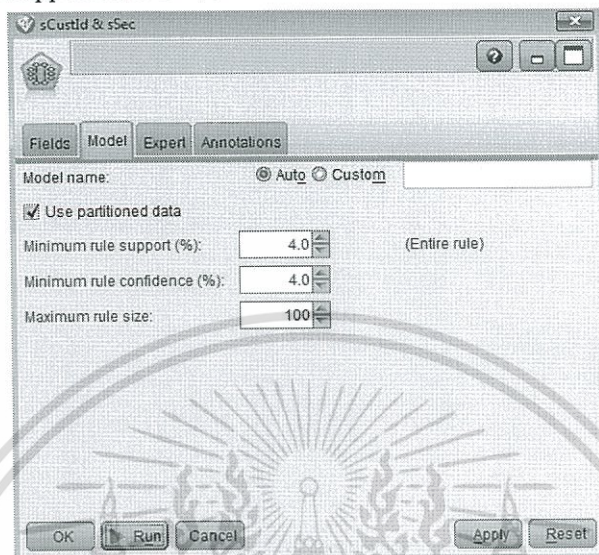 sCustId & sSec
Fields Model Expert Annotations
Model name: Auto Custom
Use partitioned data
Minimum rule support (%): 4.0 (Entire rule)
Minimum rule confidence (%): 4.0
Maximum rule size: 100
OK Run Cancel Apply Reset